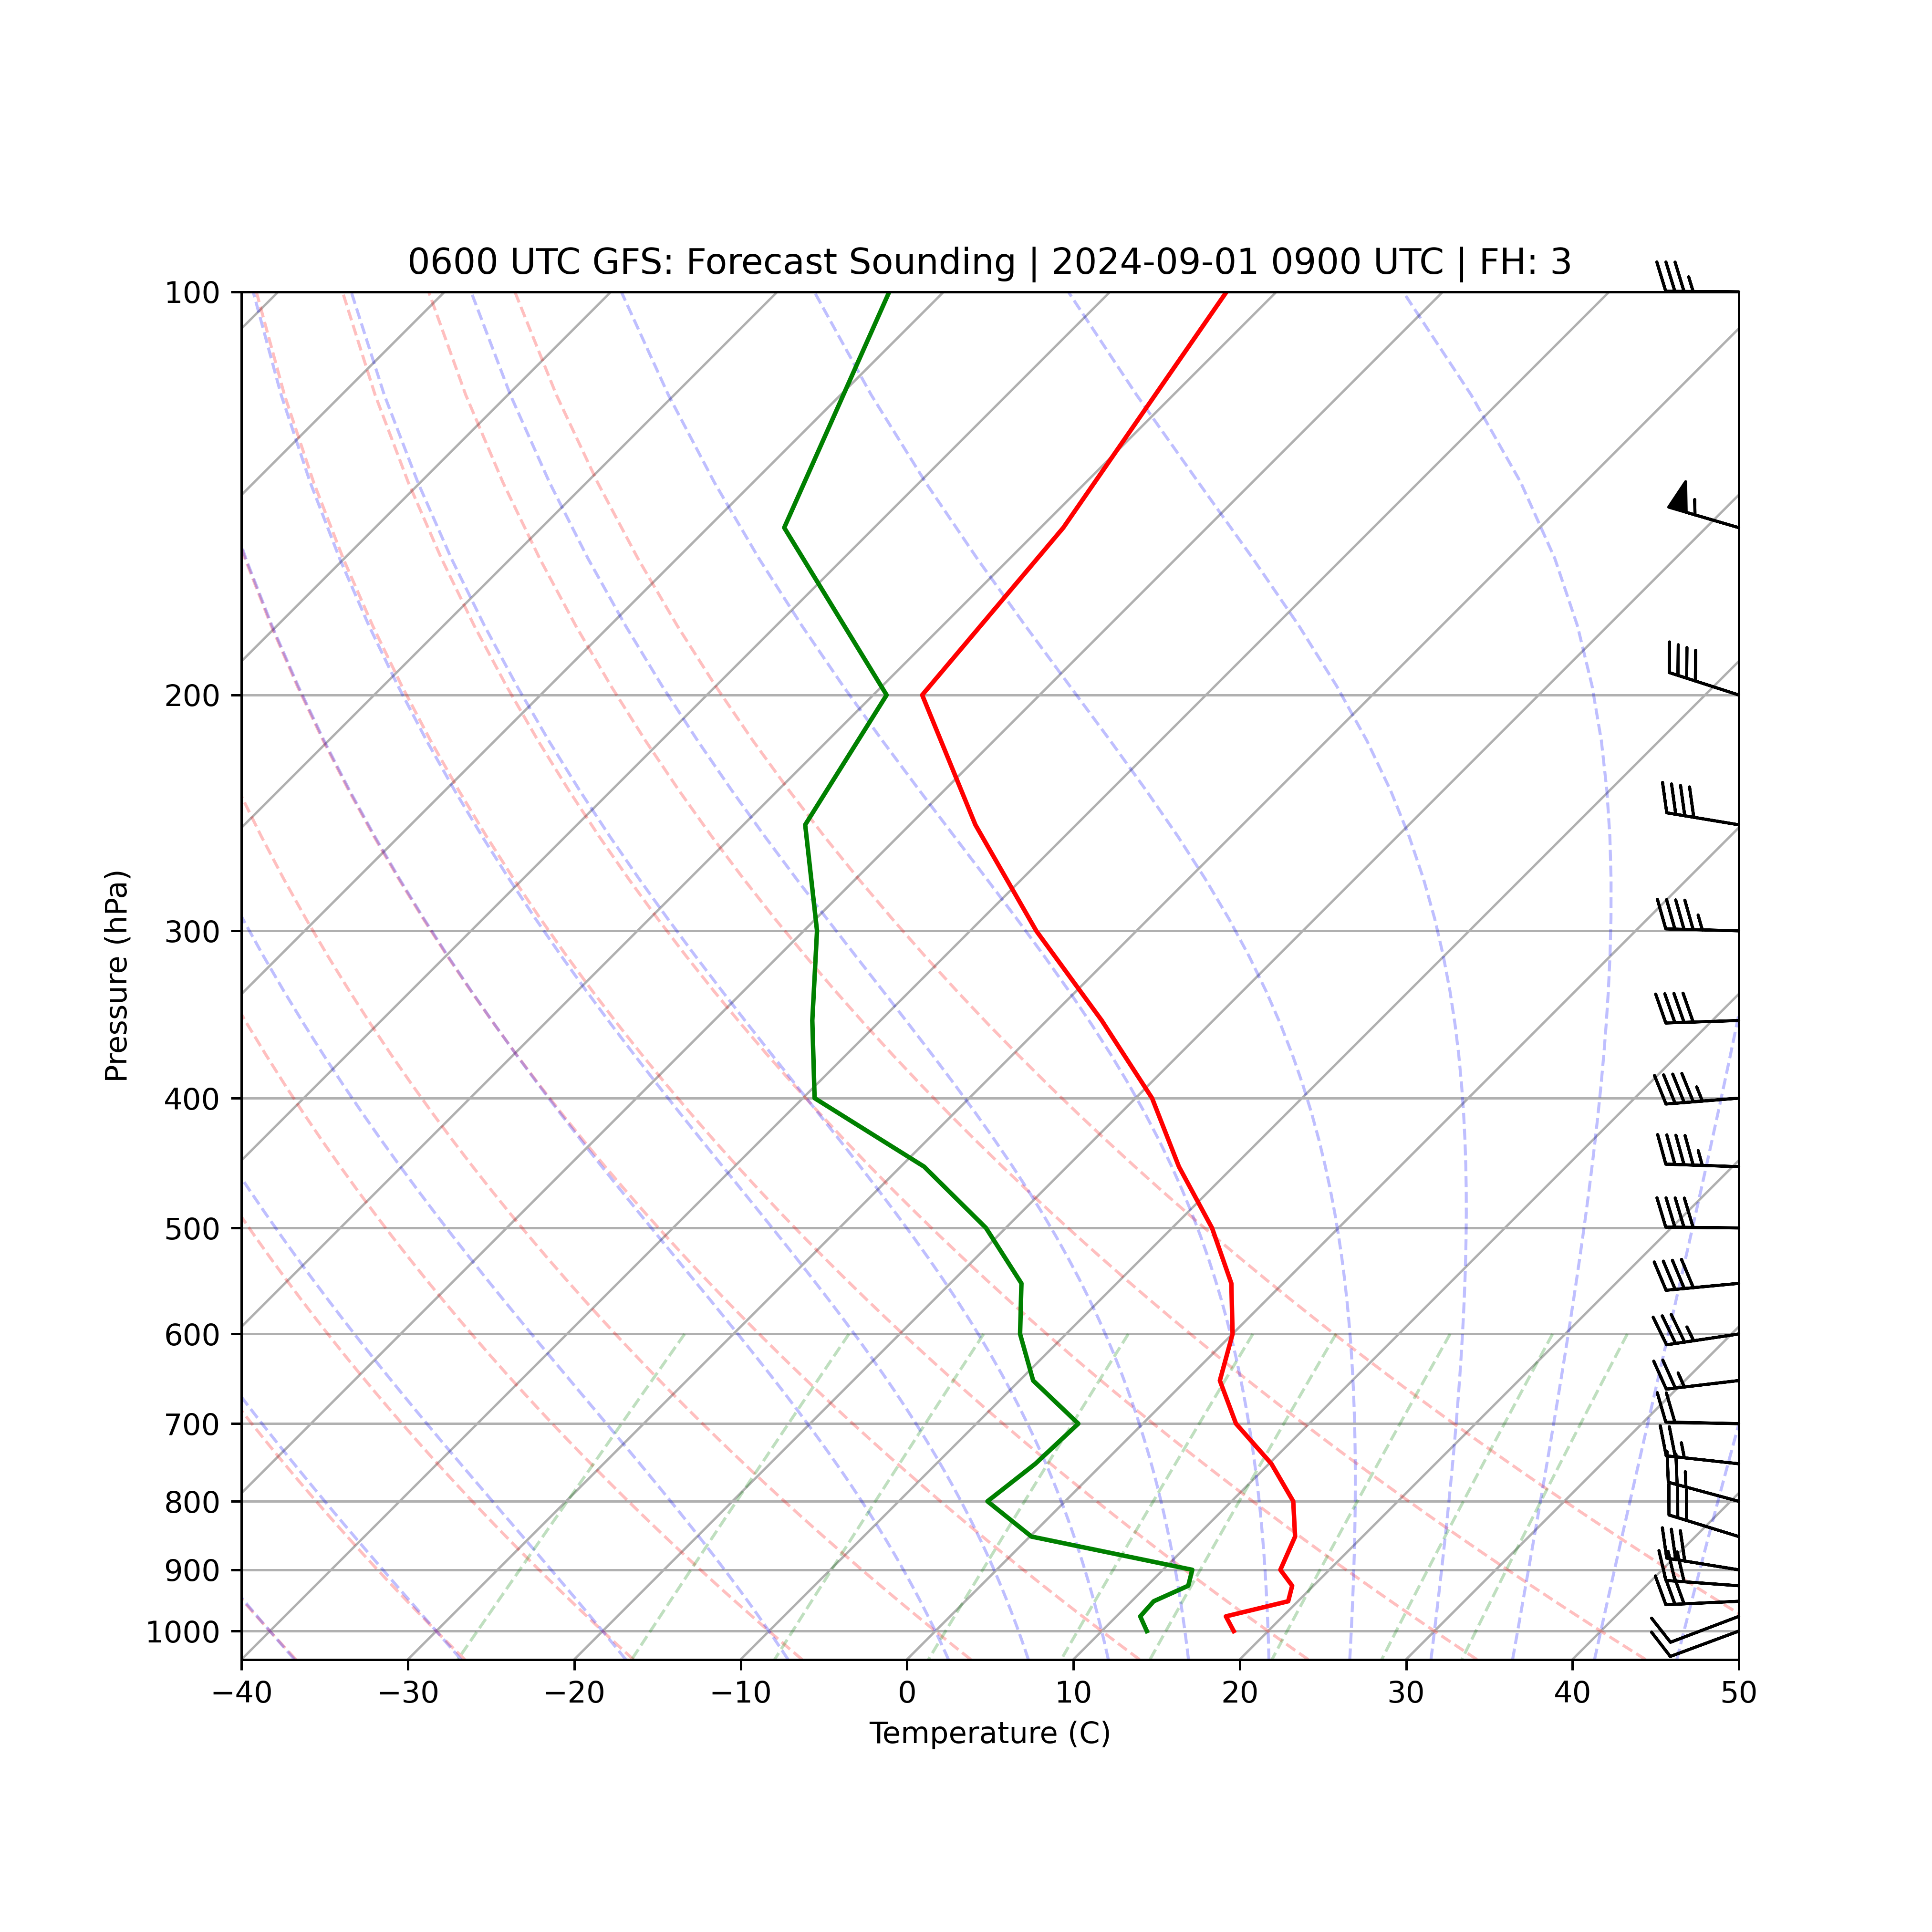 0600 UTC GFS: Forecast Sounding | 2024-09-01 0900 UTC | FH: 3
100
200
300
400
500
600
700
800
900
1000
Pressure (hPa)
−40 −30 −20 −10 0 10 20 30 40 50
Temperature (C)